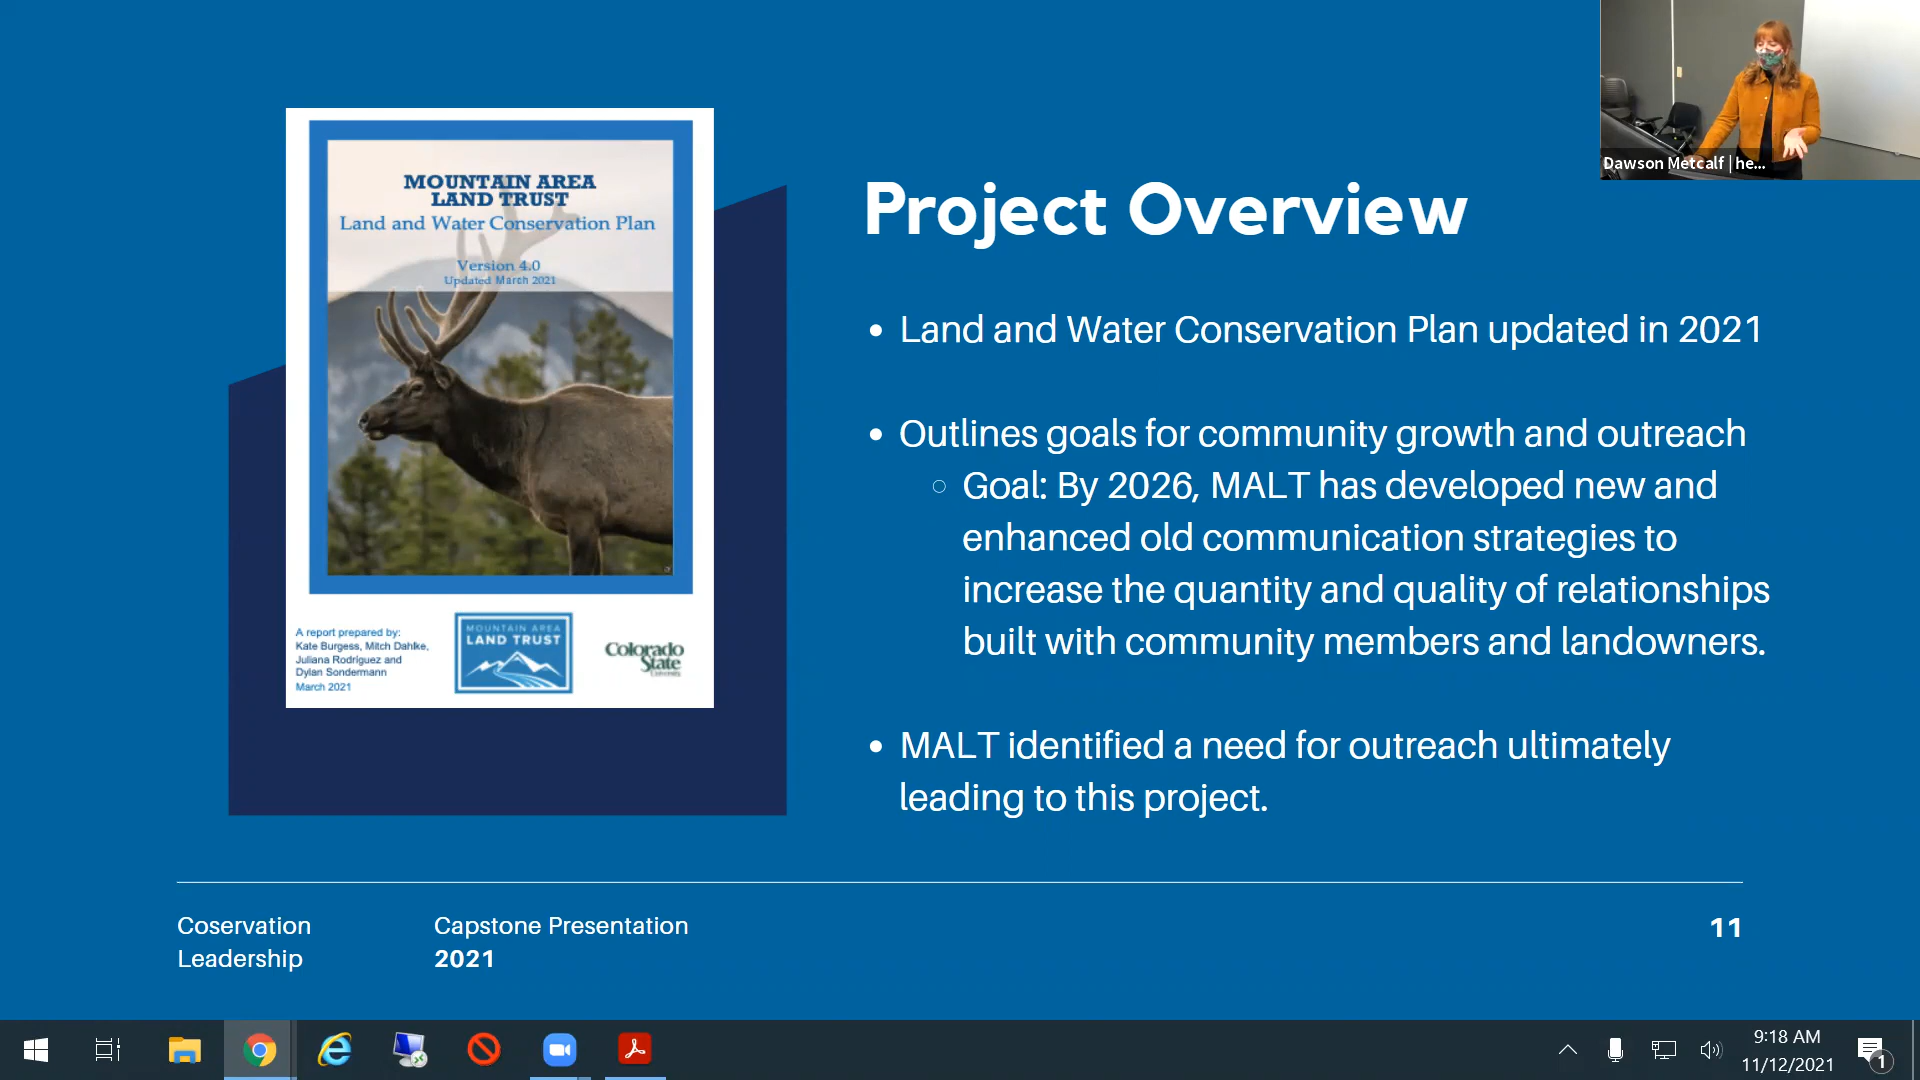 Dawson Metcalf | he...
MOUNTAIN AREA
LAND TRUST
Land and Water Conservation Plan
Version 4.0
Updated March 2021
A report prepared by:
Kate Burgess, Mitch Dahlke,
Juliana Rodriguez and
Dylan Sondermann
March 2021
MOUNTAIN AREA
LAND TRUST
Colorado
State
University
Project Overview
• Land and Water Conservation Plan updated in 2021
• Outlines goals for community growth and outreach
○ Goal: By 2026, MALT has developed new and
enhanced old communication strategies to
increase the quantity and quality of relationships
built with community members and landowners.
• MALT identified a need for outreach ultimately
leading to this project.
Coservation
Leadership
Capstone Presentation
2021
11
9:18 AM
11/12/2021
1